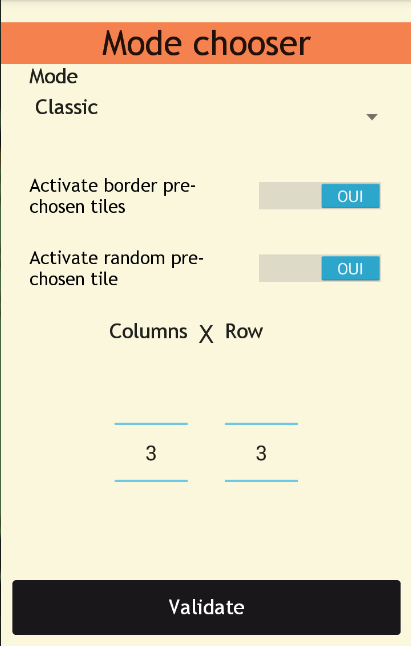 Mode chooser
Mode
Classic
Activate border pre-
chosen tiles
OUI
Activate random pre-
chosen tile
OUI
Columns X Row
3 3
Validate